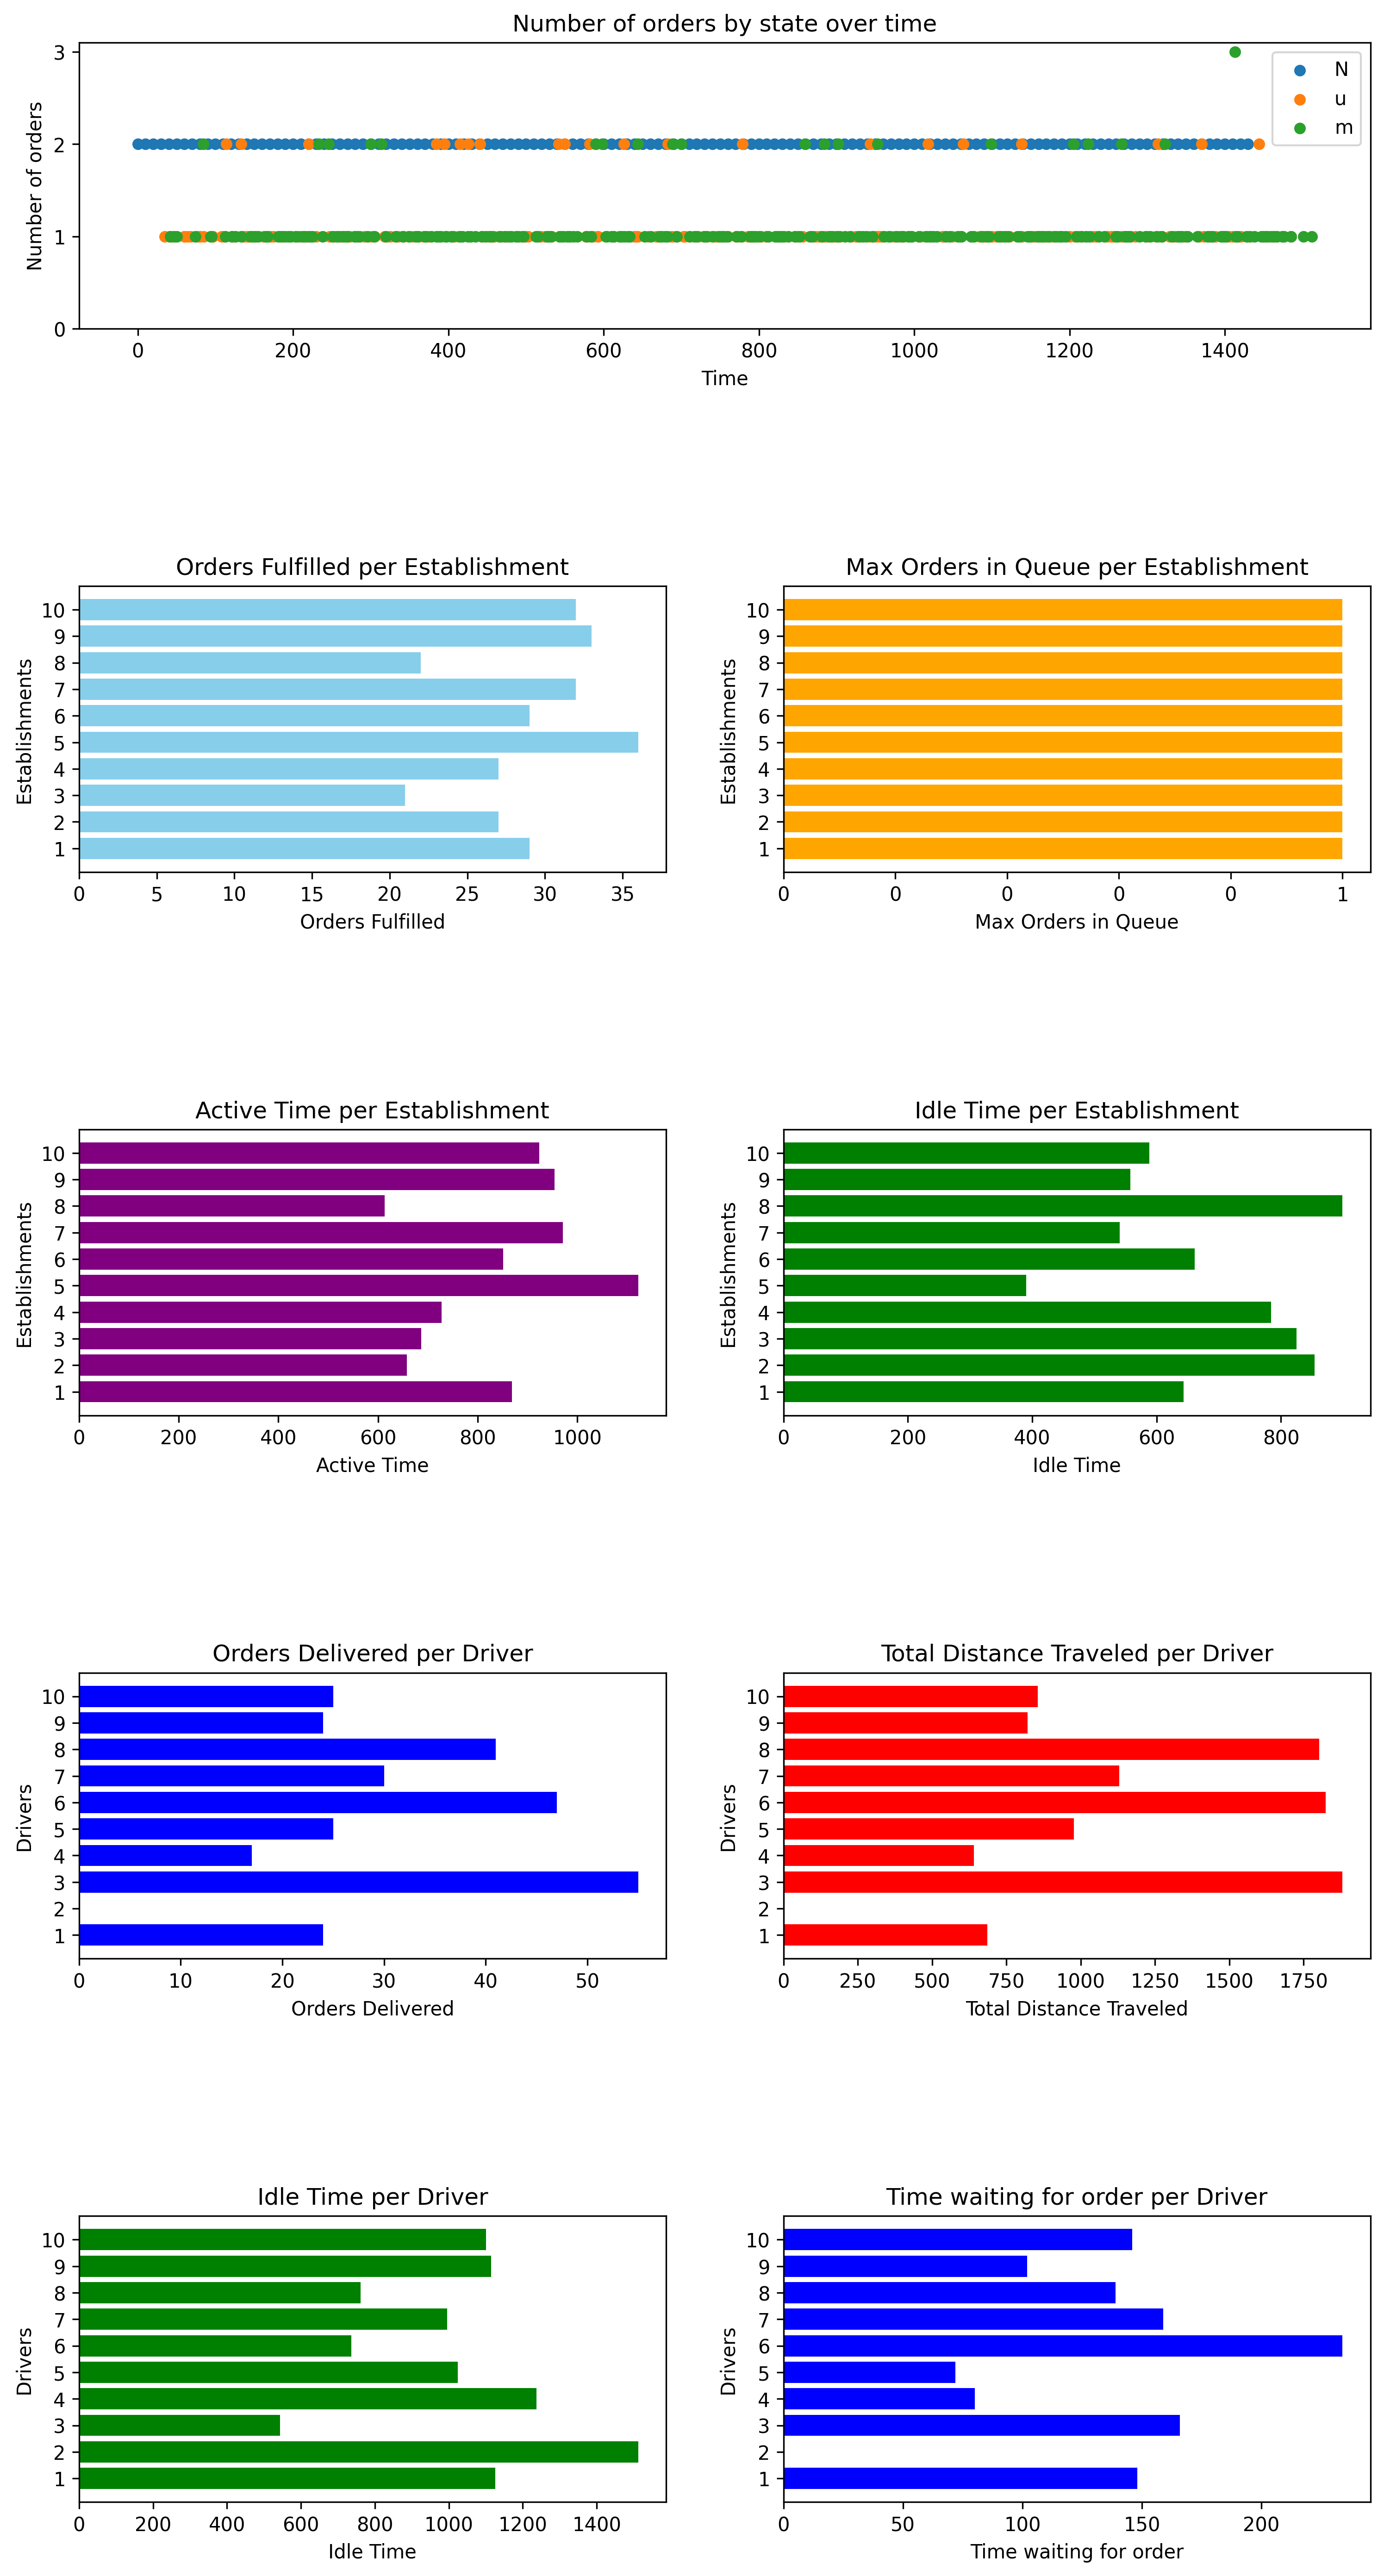 Number of orders by state over time
3
2
1
0
Number of orders
N
u
m
0 200 400 600 800 1000 1200 1400
Time
Orders Fulfilled per Establishment
10
9
8
7
6
5
4
3
2
1
Establishments
0 5 10 15 20 25 30 35
Orders Fulfilled
Max Orders in Queue per Establishment
10
9
8
7
6
5
4
3
2
1
Establishments
0 0 0 0 0 1
Max Orders in Queue
Active Time per Establishment
10
9
8
7
6
5
4
3
2
1
Establishments
0 200 400 600 800 1000
Active Time
Idle Time per Establishment
10
9
8
7
6
5
4
3
2
1
Establishments
0 200 400 600 800
Idle Time
Orders Delivered per Driver
10
9
8
7
6
5
4
3
2
1
Drivers
0 10 20 30 40 50
Orders Delivered
Total Distance Traveled per Driver
10
9
8
7
6
5
4
3
2
1
Drivers
0 250 500 750 1000 1250 1500 1750
Total Distance Traveled
Idle Time per Driver
10
9
8
7
6
5
4
3
2
1
Drivers
0 200 400 600 800 1000 1200 1400
Idle Time
Time waiting for order per Driver
10
9
8
7
6
5
4
3
2
1
Drivers
0 50 100 150 200
Time waiting for order